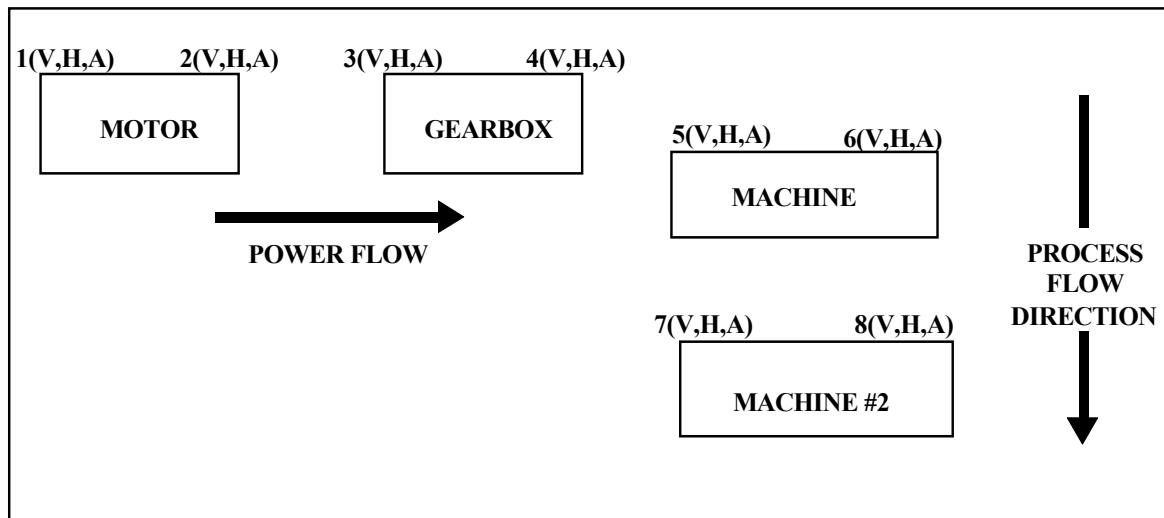 1(V,H,A) 2(V,H,A) 3(V,H,A) 4(V,H,A)
MOTOR
GEARBOX
5(V,H,A) 6(V,H,A)
MACHINE
POWER FLOW
PROCESS
FLOW
DIRECTION
7(V,H,A) 8(V,H,A)
MACHINE #2